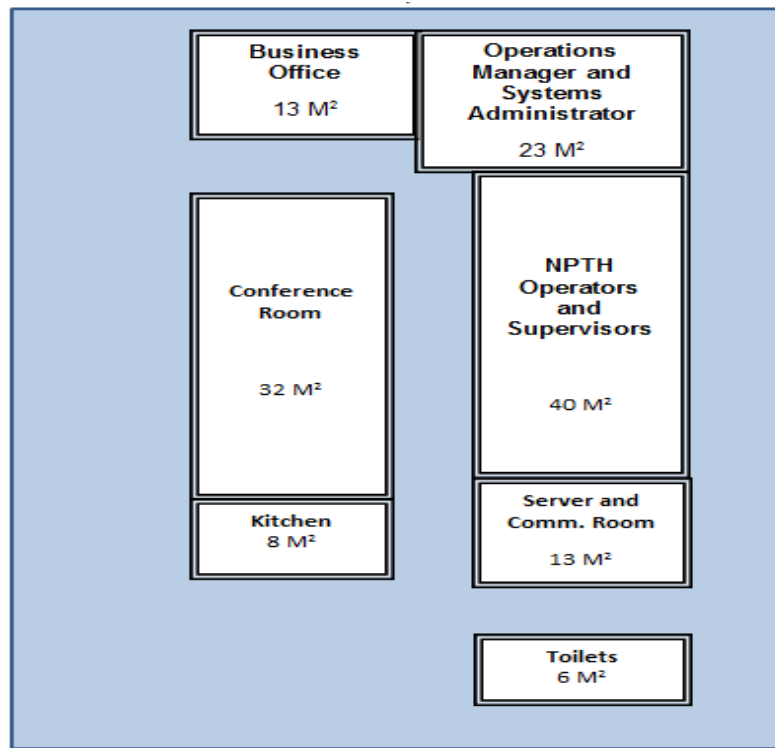 Business
Office
13 M²
Operations
Manager and
Systems
Administrator
23 M²
Conference
Room
32 M²
NPTH
Operators
and
Supervisors
40 M²
Kitchen
8 M²
Server and
Comm. Room
13 M²
Toilets
6 M²